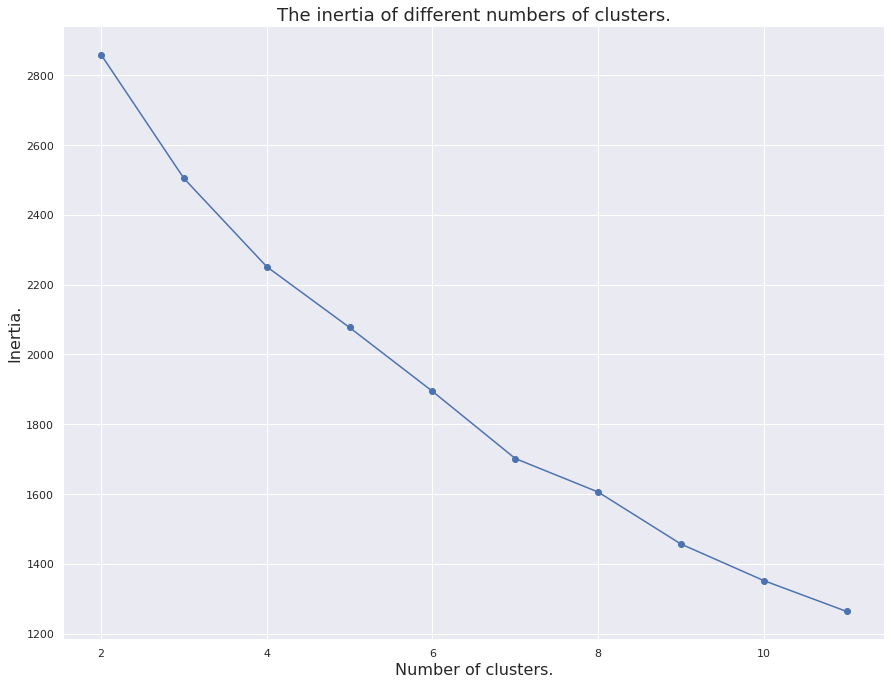 The inertia of different numbers of clusters.
2800
2600
2400
2200
2000
1800
1600
1400
1200
Inertia.
2 4 6 8 10
Number of clusters.